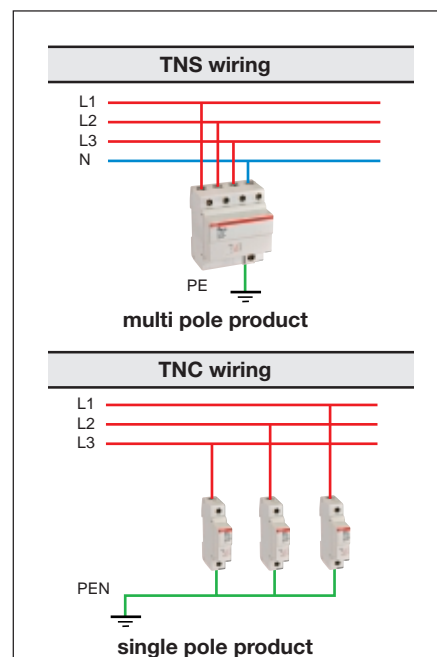 TNS wiring
L1
L2
L3
N
PE
multi pole product
TNC wiring
L1
L2
L3
PEN
single pole product